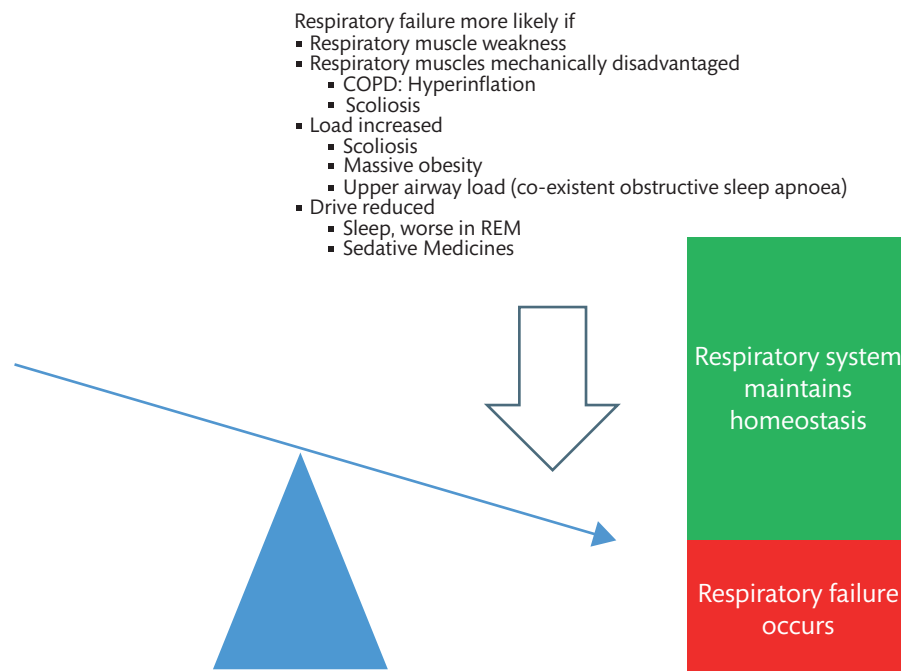 Respiratory failure more likely if
▪ Respiratory muscle weakness
▪ Respiratory muscles mechanically disadvantaged
▪ COPD: Hyperinflation
▪ Scoliosis
▪ Load increased
▪ Scoliosis
▪ Massive obesity
▪ Upper airway load (co-existent obstructive sleep apnoea)
▪ Drive reduced
▪ Sleep, worse in REM
▪ Sedative Medicines
Respiratory system
maintains
homeostasis
Respiratory failure
occurs